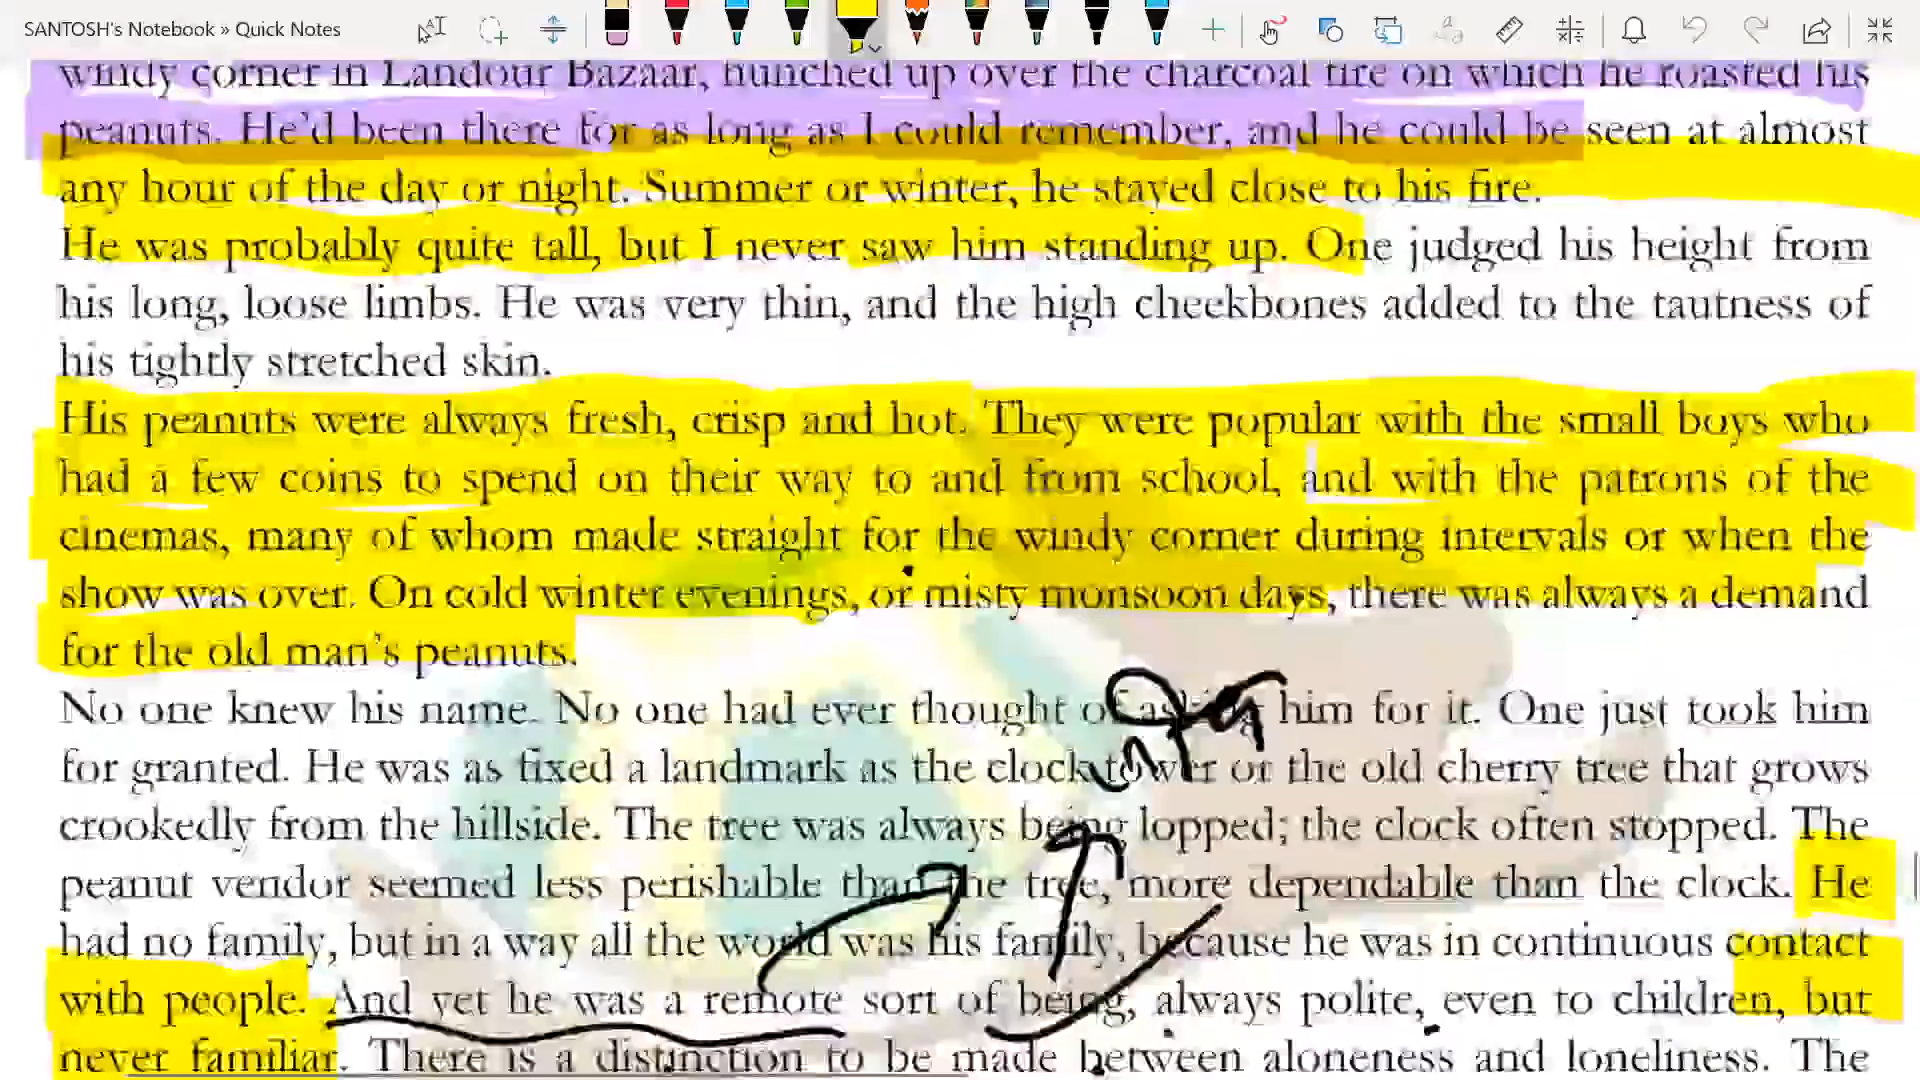 SANTOSH's Notebook » Quick Notes
windy corner in Landour Bazaar, hunched up over the charcoal fire on which he roasted his
peanuts. He'd been there for as long as I could remember, and he could be seen at almost
any hour of the day or night. Summer or winter, he stayed close to his fire.
He was probably quite tall, but I never saw him standing up. One judged his height from
his long, loose limbs. He was very thin, and the high cheekbones added to the tautness of
his tightly stretched skin.
His peanuts were always fresh, crisp and hot. They were popular with the small boys who
had a few coins to spend on their way to and from school, and with the patrons of the
cinemas, many of whom made straight for the windy corner during intervals or when the
show was over. On cold winter evenings, or misty monsoon days, there was always a demand
for the old man's peanuts.
No one knew his name. No one had ever thought of asking him for it. One just took him
for granted. He was as fixed a landmark as the clock tower or the old cherry tree that grows
crookedly from the hillside. The tree was always being lopped; the clock often stopped. The
peanut vendor seemed less perishable than the tree, more dependable than the clock. He
had no family, but in a way all the world was his family, because he was in continuous contact
with people. And yet he was a remote sort of being, always polite, even to children, but
never familiar. There is a distinction to be made between aloneness and loneliness. The